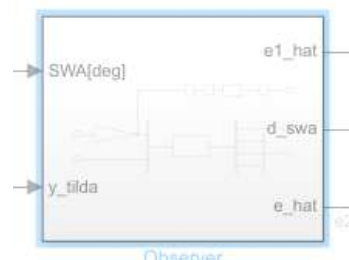 e1_hat
SWA[deg]
d_swa
y_tilda
e_hat
Observer